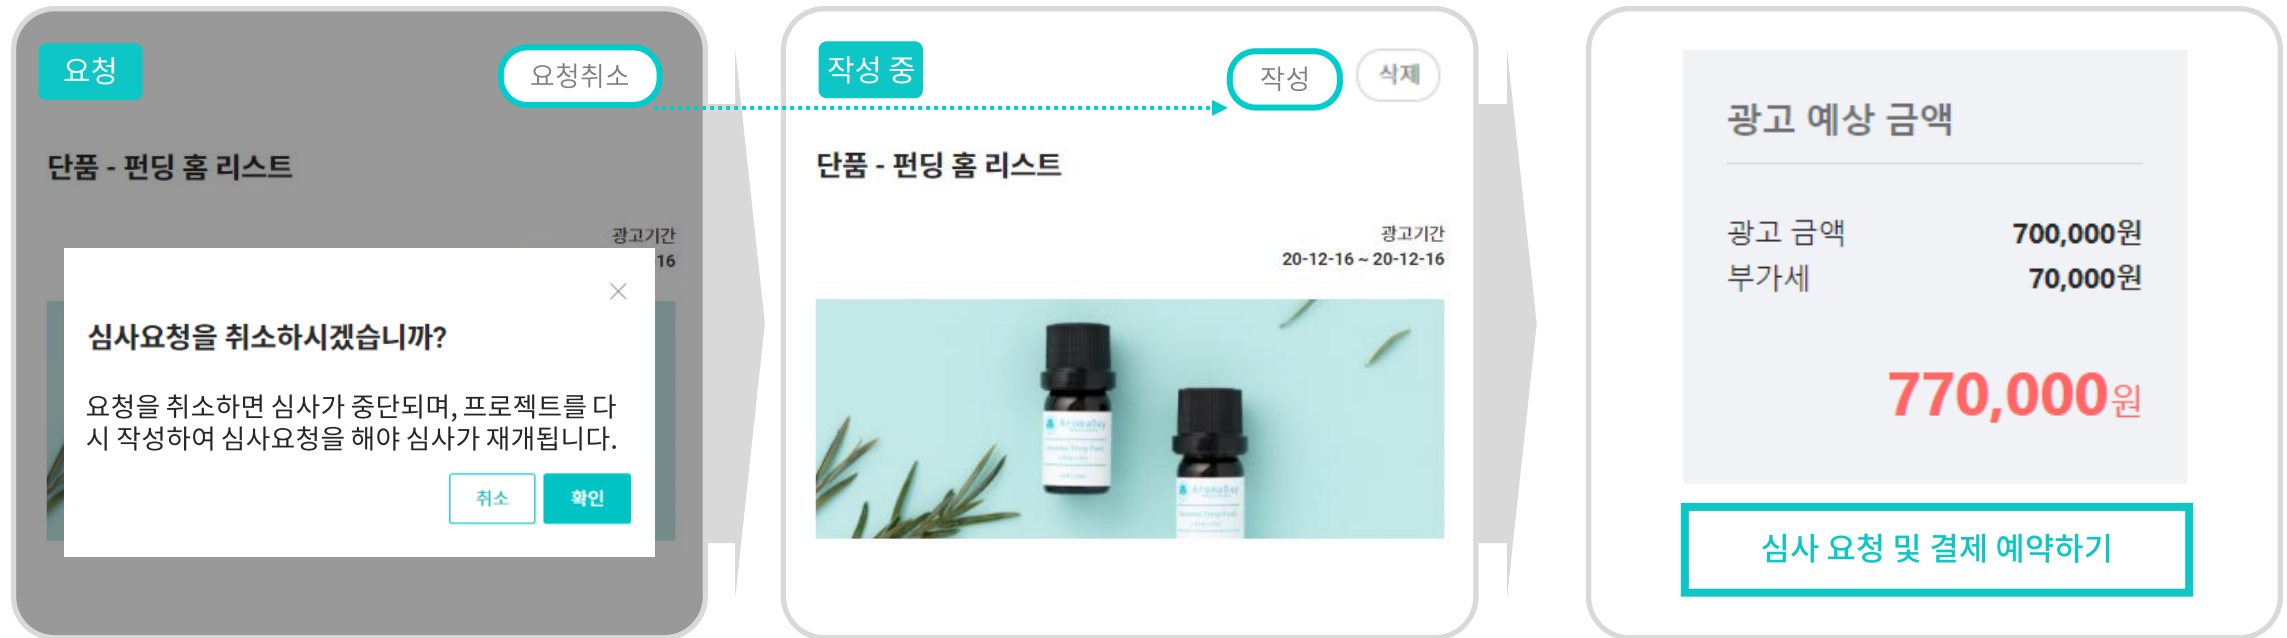 요청
요청취소
단품 - 펀딩 홈 리스트
광고기간
16
심사요청을 취소하시겠습니까?
요청을 취소하면 심사가 중단되며, 프로젝트를 다
시 작성하여 심사요청을 해야 심사가 재개됩니다.
취소
확인
작성 중
작성
삭제
단품 - 펀딩 홈 리스트
광고기간
20-12-16 ~ 20-12-16
AromaDay
AromaDay
광고 예상 금액
광고 금액 700,000원
부가세 70,000원
770,000원
심사 요청 및 결제 예약하기